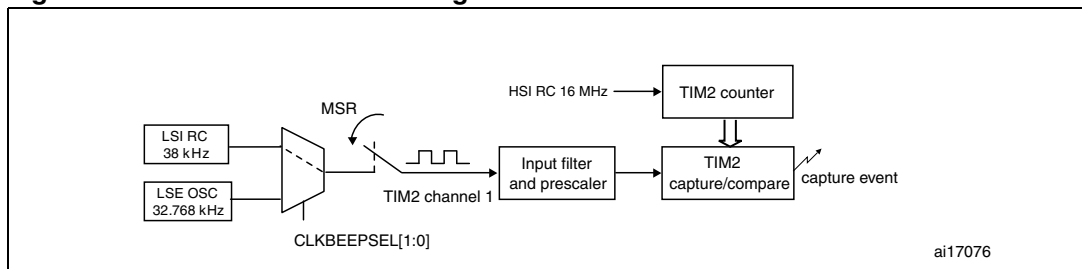 HSI RC 16 MHz
TIM2 counter
MSR
LSI RC
38 kHz
LSE OSC
32.768 kHz
CLKBEEPSEL[1:0]
TIM2 channel 1
Input filter
and prescaler
TIM2
capture/compare
capture event
ai17076